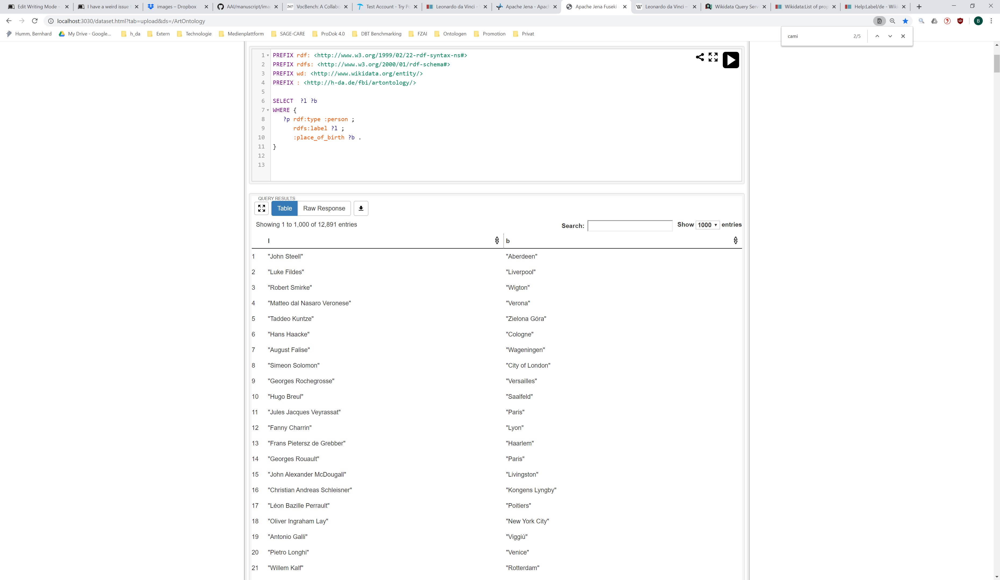 Edit Writing Mode - I have a weird issue images – Dropbox AAI/manuscript/ima VocBench: A Collabo Test Account - Try Po Leonardo da Vinci - Apache Jena - Apach Apache Jena Fuseki Leonardo da Vinci – Wikidata Query Serv Wikidata:List of prop Help:Label/de - Wiki
localhost:3030/dataset.html?tab=upload&ds=/ArtOntology B
Humm, Bernhard My Drive - Google... h_da Extern Technologie Medienplattform SAGE-CARE ProDok 4.0 DBT Benchmarking FZAI Ontologen Promotion Privat
cami 2/5
1 PREFIX rdf: <http://www.w3.org/1999/02/22-rdf-syntax-ns#>
2 PREFIX rdfs: <http://www.w3.org/2000/01/rdf-schema#>
3 PREFIX wd: <http://www.wikidata.org/entity/>
4 PREFIX : <http://h-da.de/fbi/artontology/>
5
6 SELECT ?l ?b
7 WHERE {
8 ?p rdf:type :person ;
9 rdfs:label ?l ;
10 :place_of_birth ?b .
11 }
12
13
QUERY RESULTS
Table Raw Response
Showing 1 to 1,000 of 12,891 entries Search: Show 1000 entries
l b
1 "John Steell" "Aberdeen"
2 "Luke Fildes" "Liverpool"
3 "Robert Smirke" "Wigton"
4 "Matteo dal Nasaro Veronese" "Verona"
5 "Taddeo Kuntze" "Zielona Góra"
6 "Hans Haacke" "Cologne"
7 "August Falise" "Wageningen"
8 "Simeon Solomon" "City of London"
9 "Georges Rochegrosse" "Versailles"
10 "Hugo Breul" "Saalfeld"
11 "Jules Jacques Veyrassat" "Paris"
12 "Fanny Charrin" "Lyon"
13 "Frans Pietersz de Grebber" "Haarlem"
14 "Georges Rouault" "Paris"
15 "John Alexander McDougall" "Livingston"
16 "Christian Andreas Schleisner" "Kongens Lyngby"
17 "Léon Bazille Perrault" "Poitiers"
18 "Oliver Ingraham Lay" "New York City"
19 "Antonio Galli" "Viggiù"
20 "Pietro Longhi" "Venice"
21 "Willem Kalf" "Rotterdam"